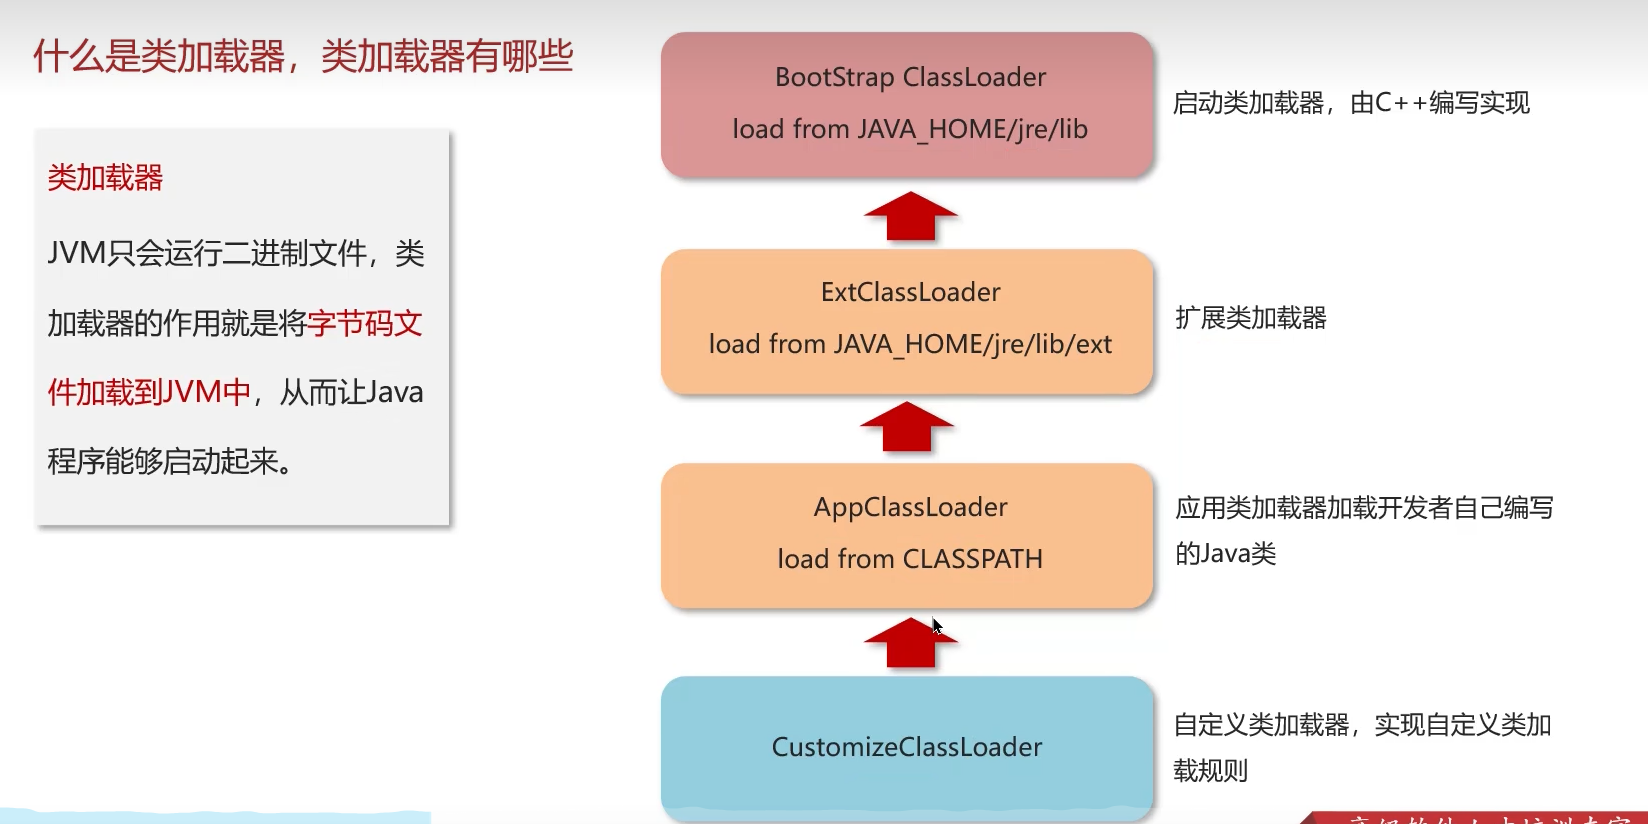 什么是类加载器，类加载器有哪些
类加载器
JVM只会运行二进制文件，类
加载器的作用就是将字节码文
件加载到JVM中，从而让Java
程序能够启动起来。
BootStrap ClassLoader
load from JAVA_HOME/jre/lib
启动类加载器，由C++编写实现
ExtClassLoader
load from JAVA_HOME/jre/lib/ext
扩展类加载器
AppClassLoader
load from CLASSPATH
应用类加载器加载开发者自己编写
的Java类
CustomizeClassLoader
自定义类加载器，实现自定义类加
载规则